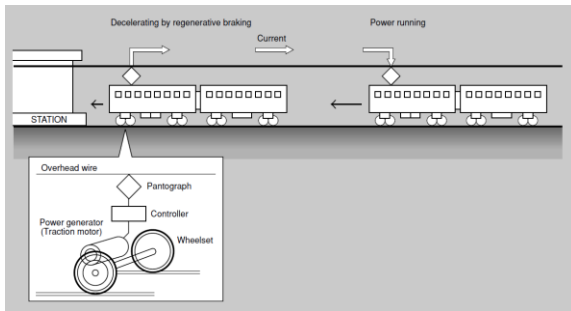 Decelerating by regenerative braking
Power running
Current
STATION
Overhead wire
Pantograph
Controller
Power generator
(Traction motor)
Wheelset